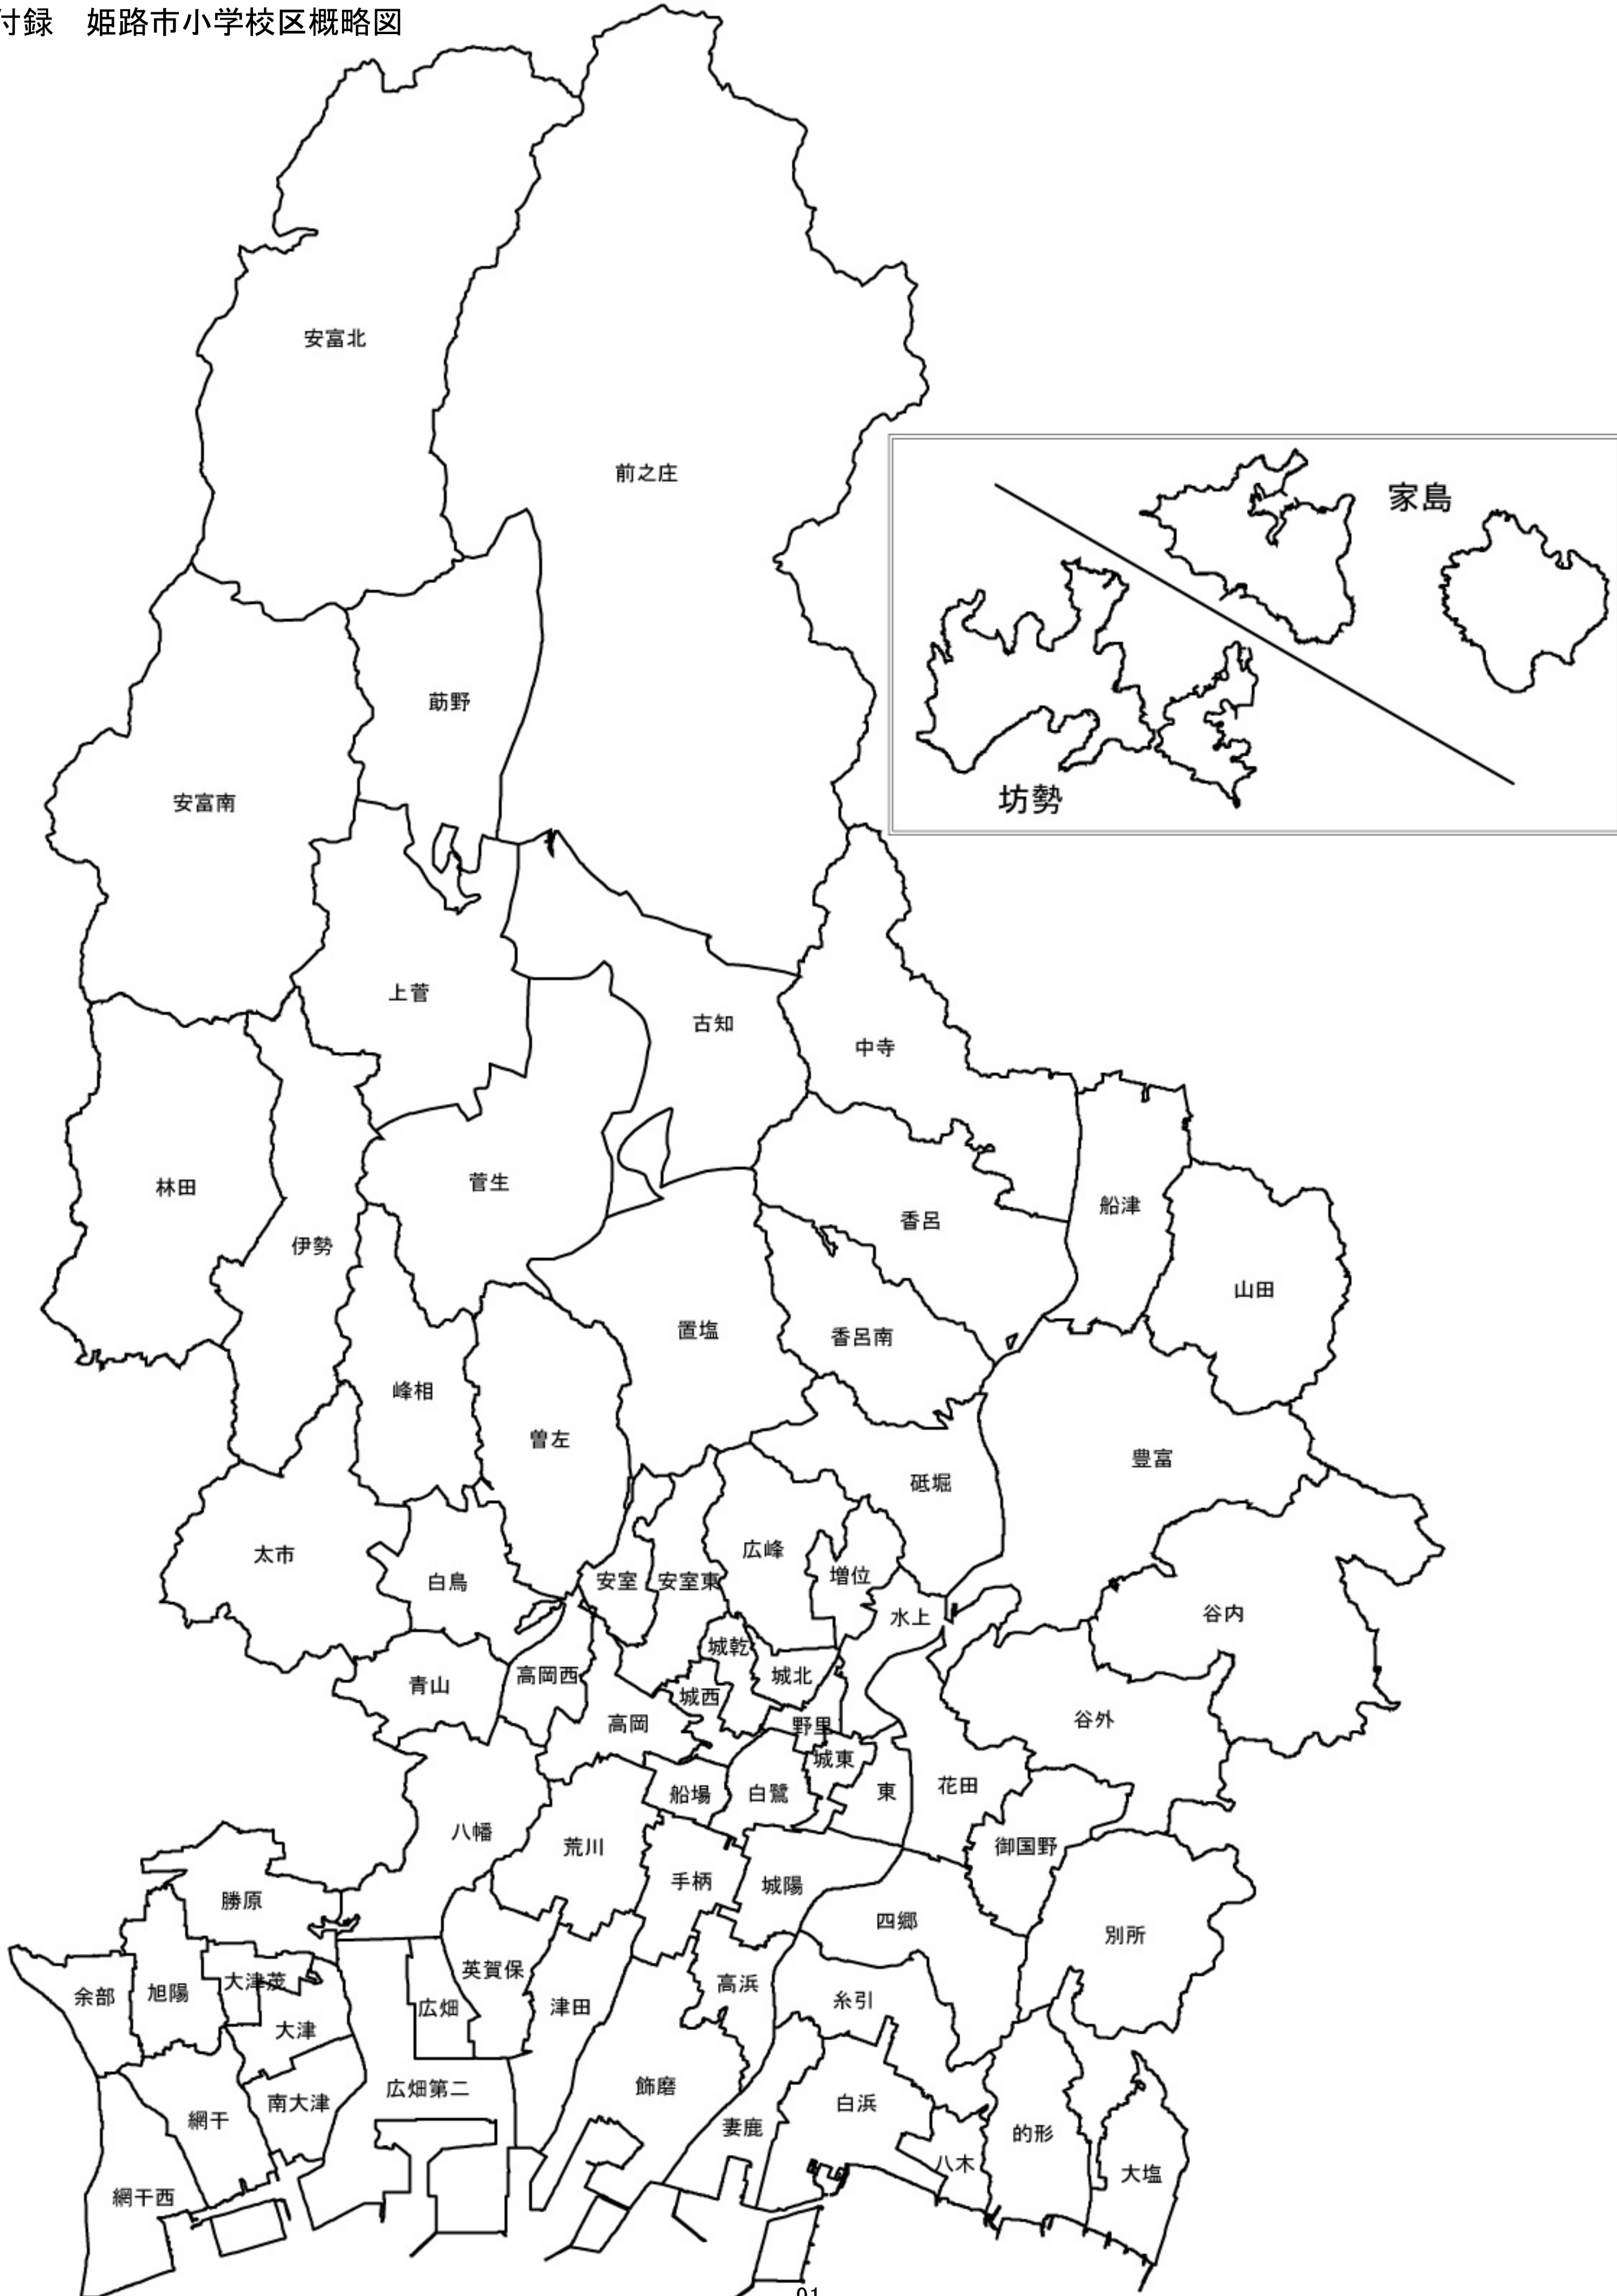 付録　姫路市小学校区概略図
安富北
前之庄
家島
坊勢
莇野
安富南
上菅
古知
中寺
林田
菅生
船津
香呂
伊勢
山田
置塩
香呂南
峰相
曽左
豊富
砥堀
太市
広峰
増位
白鳥
安室
安室東
谷内
水上
城乾
青山
高岡西
城北
城西
谷外
高岡
野里
城東
花田
船場
白鷺
東
八幡
荒川
御国野
手柄
城陽
勝原
四郷
別所
英賀保
大津茂
高浜
余部
旭陽
広畑
津田
糸引
大津
広畑第二
飾磨
南大津
白浜
網干
妻鹿
的形
八木
大塩
網干西
91